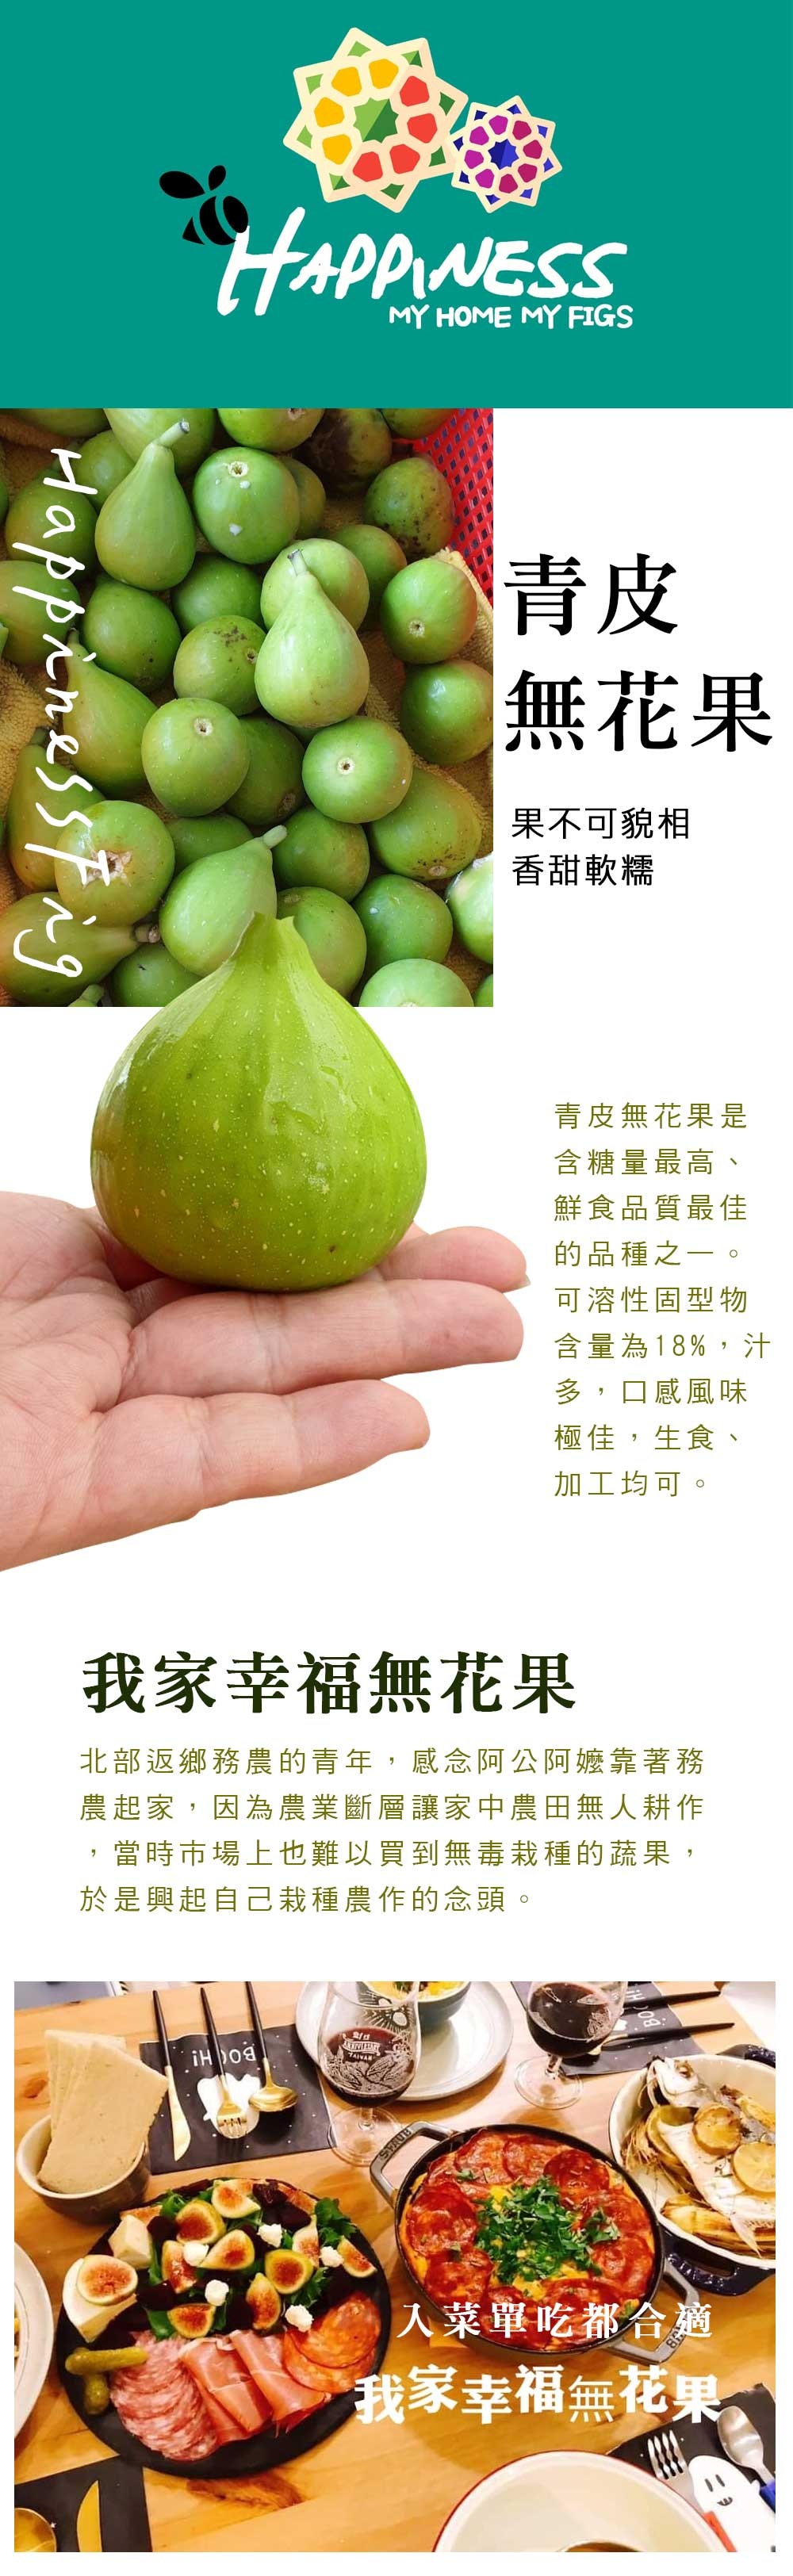 HAPPINESS
MY HOME MY FIGS
Happiness Fig
青皮
無花果
果不可貌相
香甜軟糯
青皮無花果是
含糖量最高、
鮮食品質最佳
的品種之一。
可溶性固型物
含量為18%，汁
多，口感風味
極佳，生食、
加工均可。
我家幸福無花果
北部返鄉務農的青年，感念阿公阿嬤靠著務
農起家，因為農業斷層讓家中農田無人耕作
，當時市場上也難以買到無毒栽種的蔬果，
於是興起自己栽種農作的念頭。
BOOH!
TAIWAN
入菜單吃都合適
我家幸福無花果